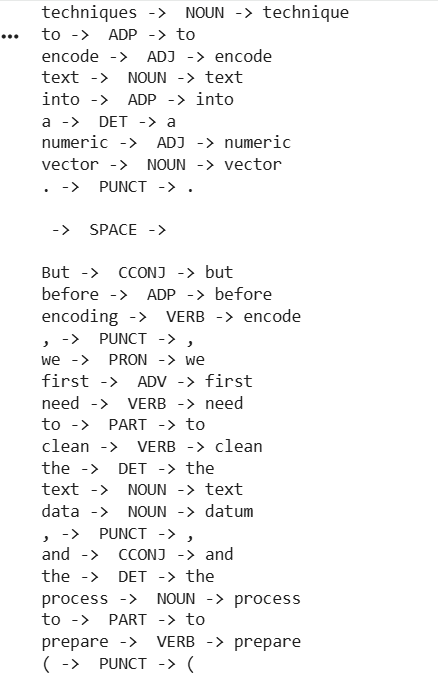 techniques -> NOUN -> technique
to -> ADP -> to
encode -> ADJ -> encode
text -> NOUN -> text
into -> ADP -> into
a -> DET -> a
numeric -> ADJ -> numeric
vector -> NOUN -> vector
. -> PUNCT -> .
-> SPACE ->
But -> CCONJ -> but
before -> ADP -> before
encoding -> VERB -> encode
, -> PUNCT -> ,
we -> PRON -> we
first -> ADV -> first
need -> VERB -> need
to -> PART -> to
clean -> VERB -> clean
the -> DET -> the
text -> NOUN -> text
data -> NOUN -> datum
, -> PUNCT -> ,
and -> CCONJ -> and
the -> DET -> the
process -> NOUN -> process
to -> PART -> to
prepare -> VERB -> prepare
( -> PUNCT -> (